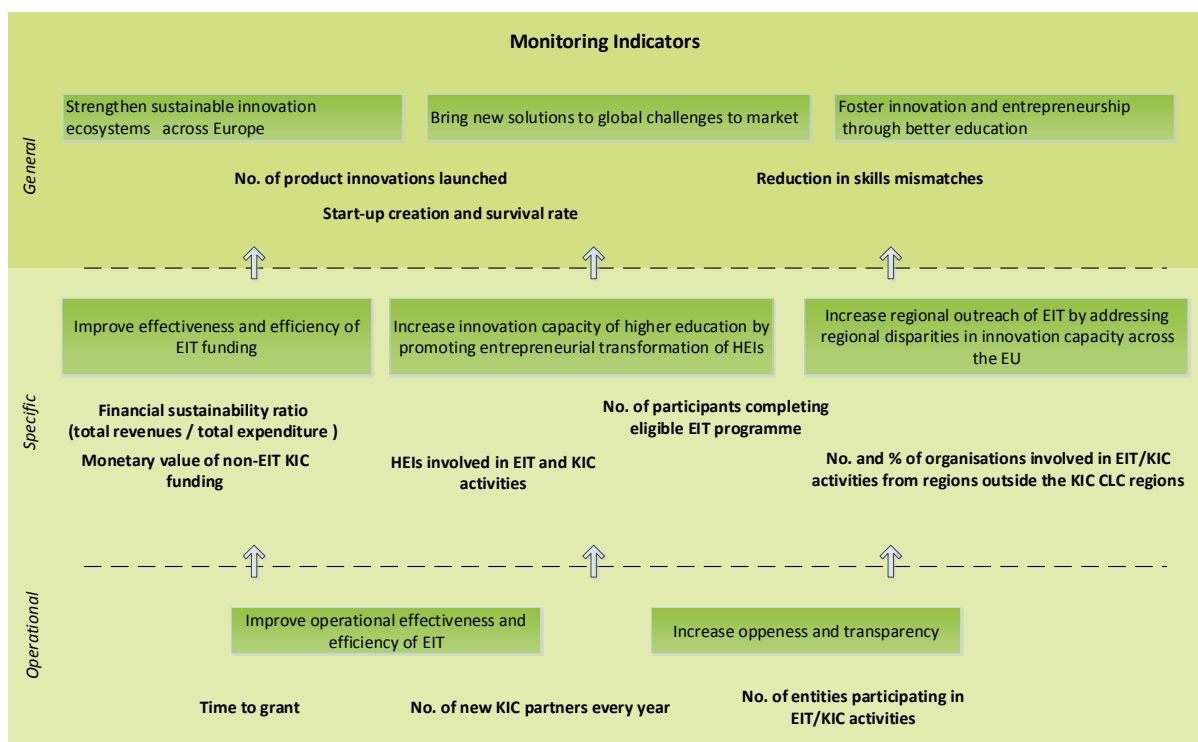 Monitoring Indicators
General
Strengthen sustainable innovation
ecosystems across Europe
Bring new solutions to global challenges to market
Foster innovation and entrepreneurship
through better education
No. of product innovations launched
Reduction in skills mismatches
Start-up creation and survival rate
Specific
Improve effectiveness and efficiency of
EIT funding
Increase innovation capacity of higher education by
promoting entrepreneurial transformation of HEIs
Increase regional outreach of EIT by addressing
regional disparities in innovation capacity across
the EU
Financial sustainability ratio
(total revenues / total expenditure )
Monetary value of non-EIT KIC
funding
HEIs involved in EIT and KIC
activities
No. of participants completing
eligible EIT programme
No. and % of organisations involved in EIT/KIC
activities from regions outside the KIC CLC regions
Operational
Improve operational effectiveness and
efficiency of EIT
Increase oppeness and transparency
Time to grant
No. of new KIC partners every year
No. of entities participating in
EIT/KIC activities